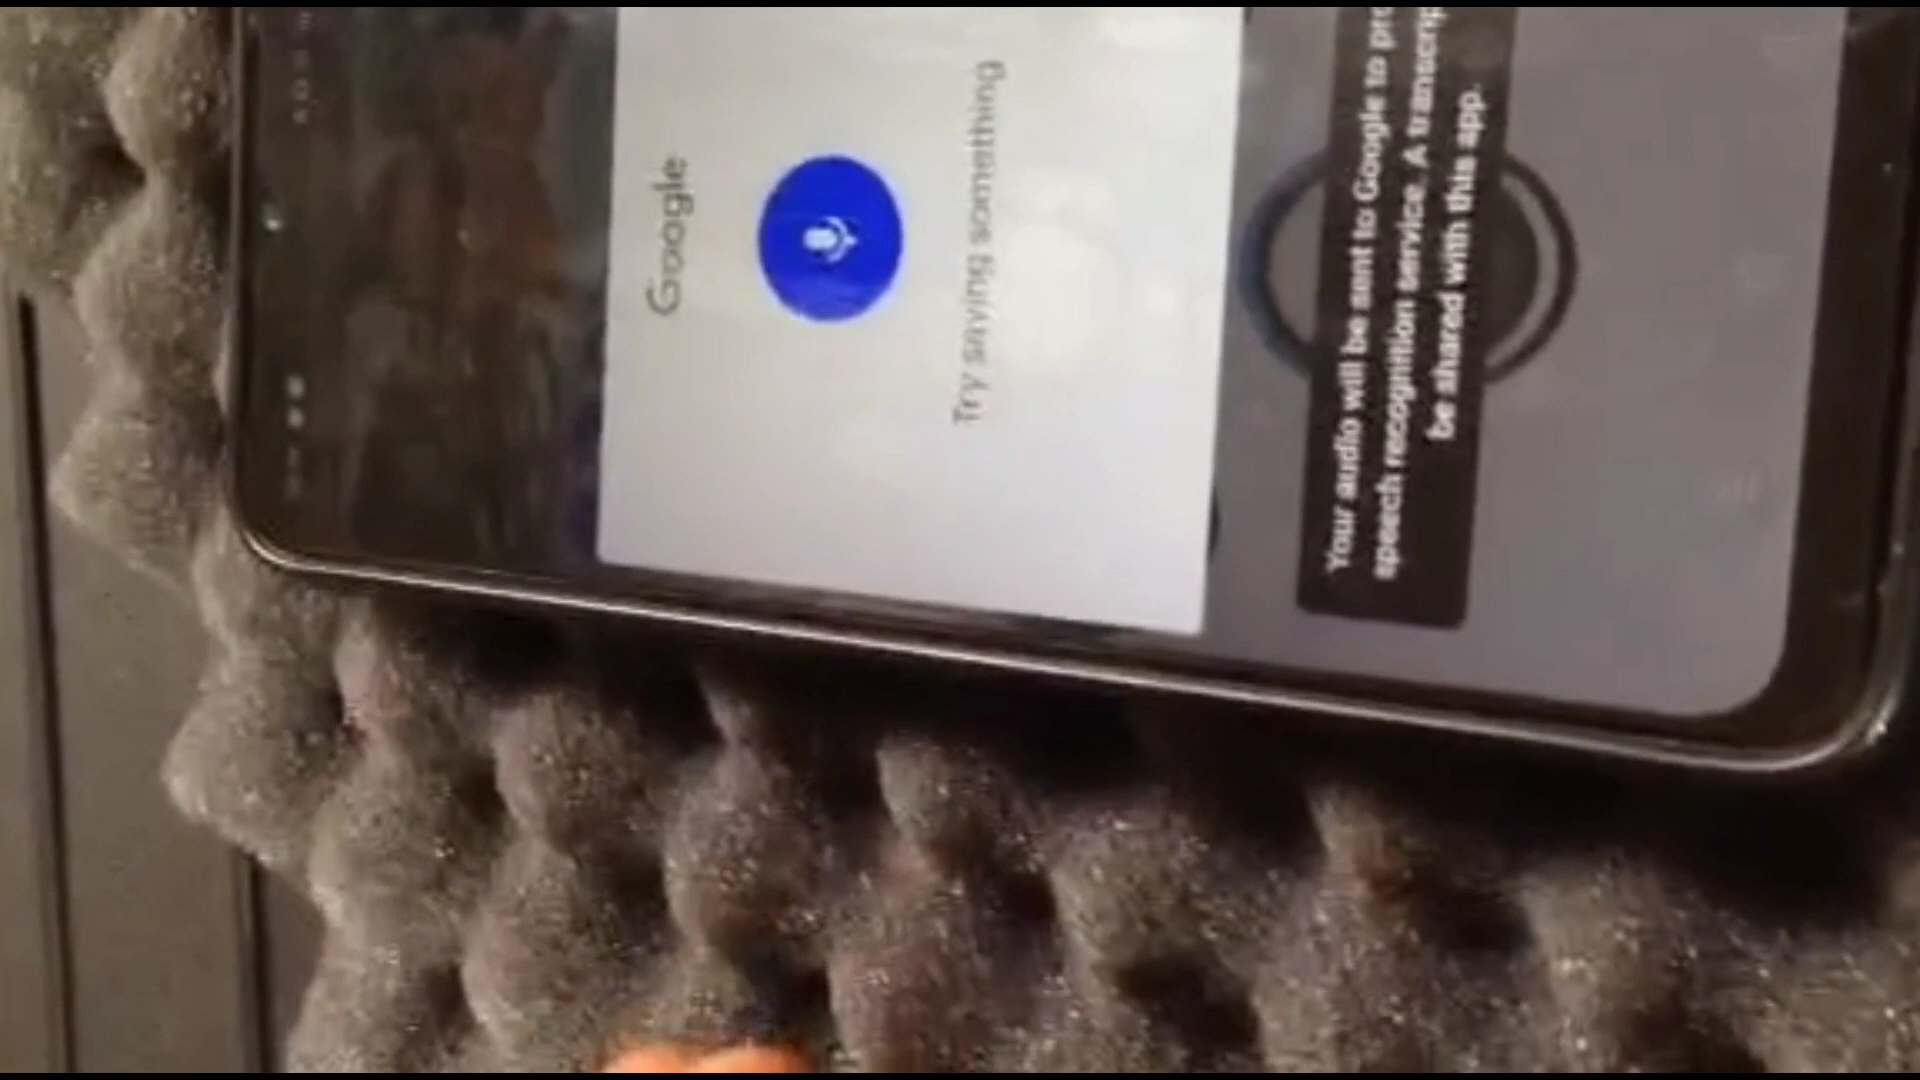 Google
Try saying something
Your audio will be sent to Google to
speech recognition service. A
be shared with this app.